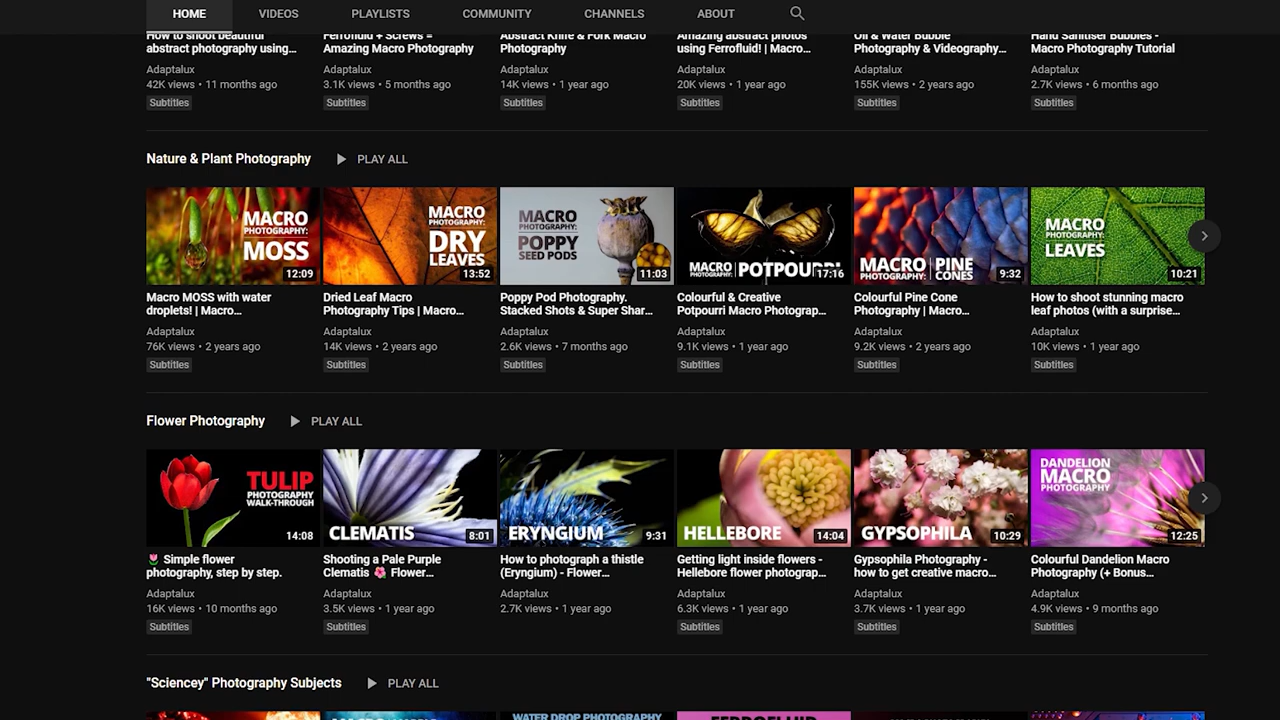 HOME VIDEOS PLAYLISTS COMMUNITY CHANNELS ABOUT
How to shoot beautiful
abstract photography using...
Adaptalux
42K views • 11 months ago
Subtitles
Ferrofluid + Screws =
Amazing Macro Photography
Adaptalux
3.1K views • 5 months ago
Subtitles
Abstract Knife & Fork Macro
Photography
Adaptalux
14K views • 1 year ago
Subtitles
Amazing abstract photos
using Ferrofluid! | Macro...
Adaptalux
20K views • 1 year ago
Subtitles
Oil & Water Bubble
Photography & Videography...
Adaptalux
155K views • 2 years ago
Subtitles
Hand Sanitiser Bubbles -
Macro Photography Tutorial
Adaptalux
2.7K views • 6 months ago
Subtitles
Nature & Plant Photography PLAY ALL
MACRO
PHOTOGRAPHY:
MOSS
12:09
Macro MOSS with water
droplets! | Macro...
Adaptalux
76K views • 2 years ago
Subtitles
MACRO
PHOTOGRAPHY:
DRY
LEAVES
13:52
Dried Leaf Macro
Photography Tips | Macro...
Adaptalux
14K views • 2 years ago
Subtitles
MACRO
PHOTOGRAPHY:
POPPY
SEED PODS
11:03
Poppy Pod Photography.
Stacked Shots & Super Shar...
Adaptalux
2.6K views • 7 months ago
Subtitles
MACRO
PHOTOGRAPHY:
POTPOURRI
17:16
Colourful & Creative
Potpourri Macro Photograp...
Adaptalux
9.1K views • 1 year ago
Subtitles
MACRO
PHOTOGRAPHY:
PINE
CONES
9:32
Colourful Pine Cone
Photography | Macro...
Adaptalux
9.2K views • 2 years ago
Subtitles
MACRO
PHOTOGRAPHY:
LEAVES
10:21
How to shoot stunning macro
leaf photos (with a surprise...
Adaptalux
10K views • 1 year ago
Subtitles
Flower Photography PLAY ALL
TULIP
PHOTOGRAPHY
WALK-THROUGH
14:08
🌷 Simple flower
photography, step by step.
Adaptalux
16K views • 10 months ago
Subtitles
CLEMATIS
8:01
Shooting a Pale Purple
Clematis 🌺 Flower...
Adaptalux
3.5K views • 1 year ago
Subtitles
ERYNGIUM
9:31
How to photograph a thistle
(Eryngium) - Flower...
Adaptalux
2.7K views • 1 year ago
HELLEBORE
14:04
Getting light inside flowers -
Hellebore flower photograp...
Adaptalux
6.3K views • 1 year ago
Subtitles
GYPSOPHILA
10:29
Gypsophila Photography -
how to get creative macro...
Adaptalux
3.7K views • 1 year ago
Subtitles
DANDELION
MACRO
PHOTOGRAPHY
12:25
Colourful Dandelion Macro
Photography (+ Bonus...
Adaptalux
4.9K views • 9 months ago
Subtitles
"Sciencey" Photography Subjects PLAY ALL
WATER DROP PHOTOGRAPHY
FERROFLUID